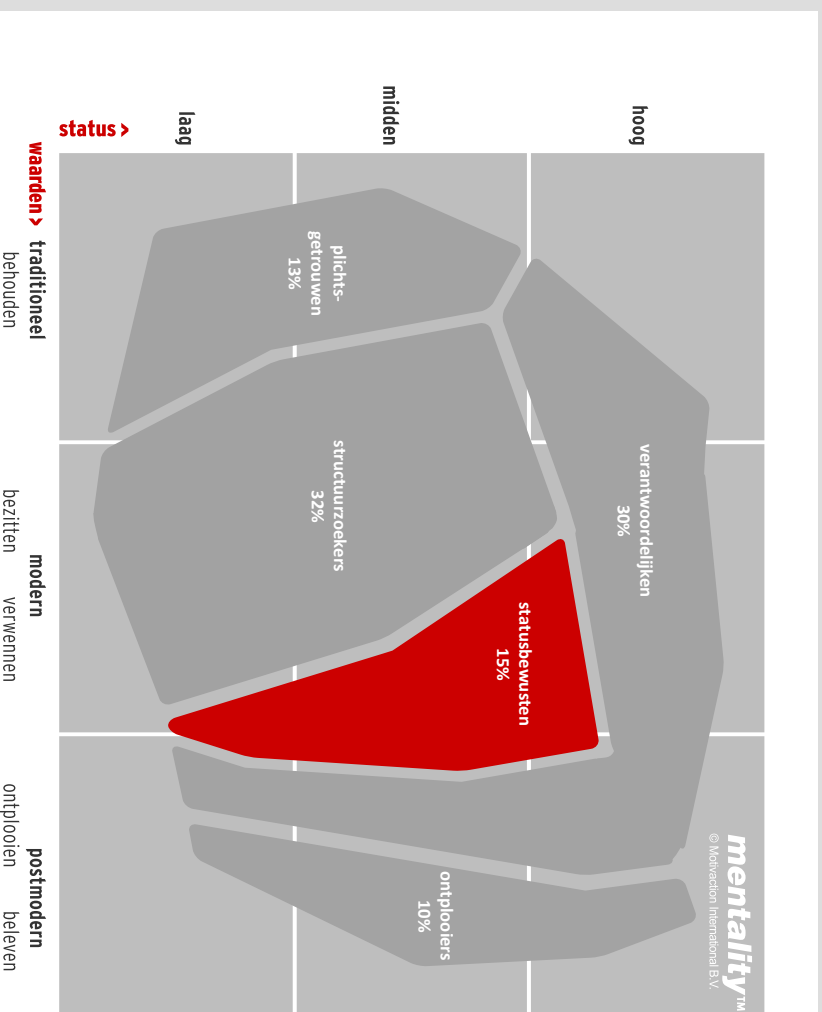 mentality™
© Motivaction International B.V.
hoog
verantwoordelijken
30%
statusbewusten
15%
ontplooiers
10%
midden
plichts-
getrouwen
13%
structuurzoekers
32%
laag
status >
waarden > traditioneel modern postmodern
behouden bezitten verwennen ontplooien beleven